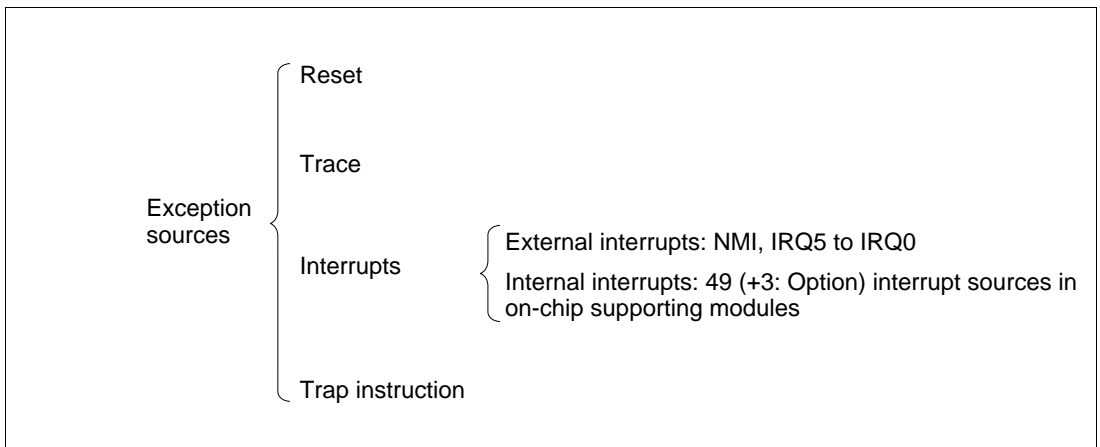 Reset
Trace
Exception
sources
Interrupts
External interrupts: NMI, IRQ5 to IRQ0
Internal interrupts: 49 (+3: Option) interrupt sources in
on-chip supporting modules
Trap instruction